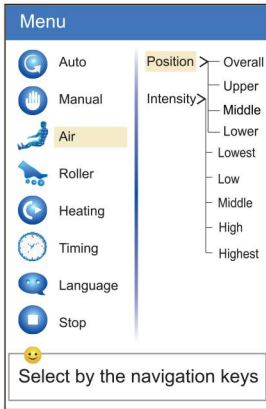 Menu
Auto
Manual
Air
Roller
Heating
Timing
Language
Stop
Position
Overall
Upper
Intensity
Middle
Lower
Lowest
Low
Middle
High
Highest
Select by the navigation keys